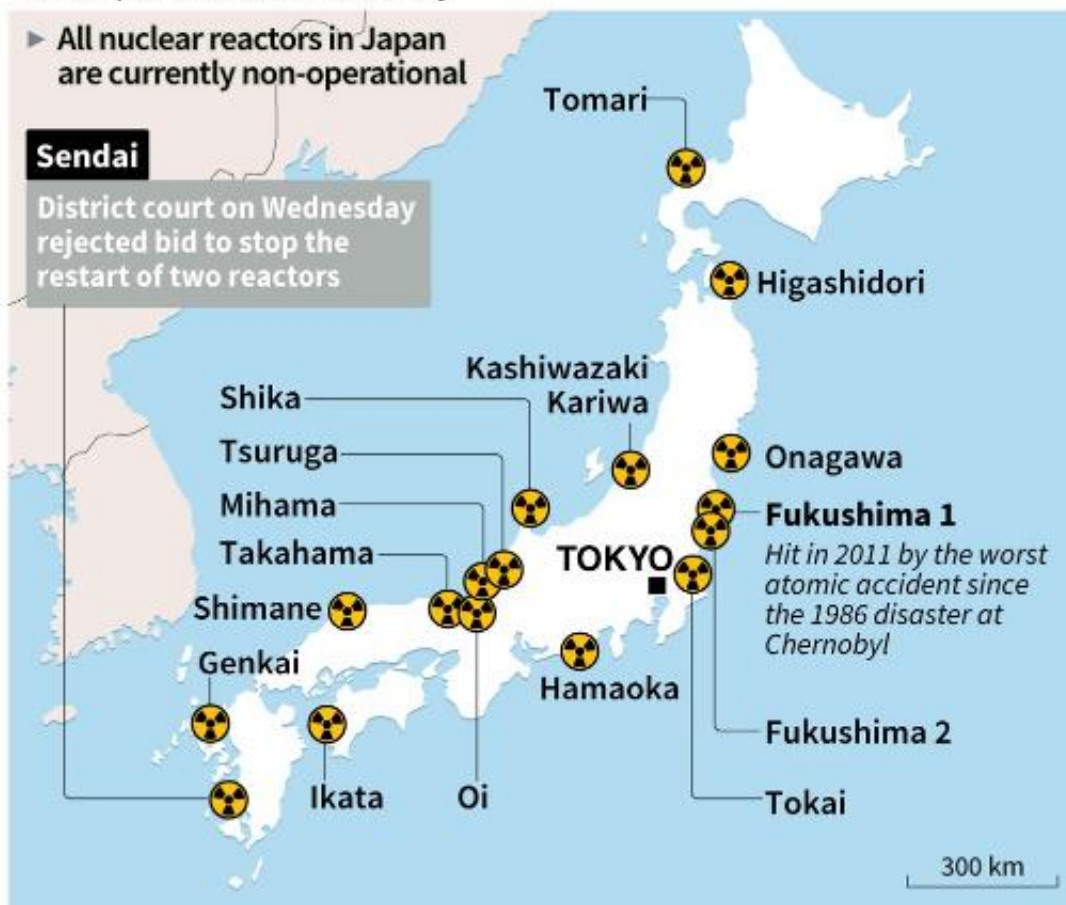 All nuclear reactors in Japan
are currently non-operational
Sendai
District court on Wednesday
rejected bid to stop the
restart of two reactors
Tomari
Higashidori
Kashiwazaki
Kariwa
Shika
Tsuruga
Mihama
Takahama
Shimane
Genkai
Ikata
Oi
TOKYO
Hamaoka
Onagawa
Fukushima 1
Hit in 2011 by the worst
atomic accident since
the 1986 disaster at
Chernobyl
Fukushima 2
Tokai
300 km